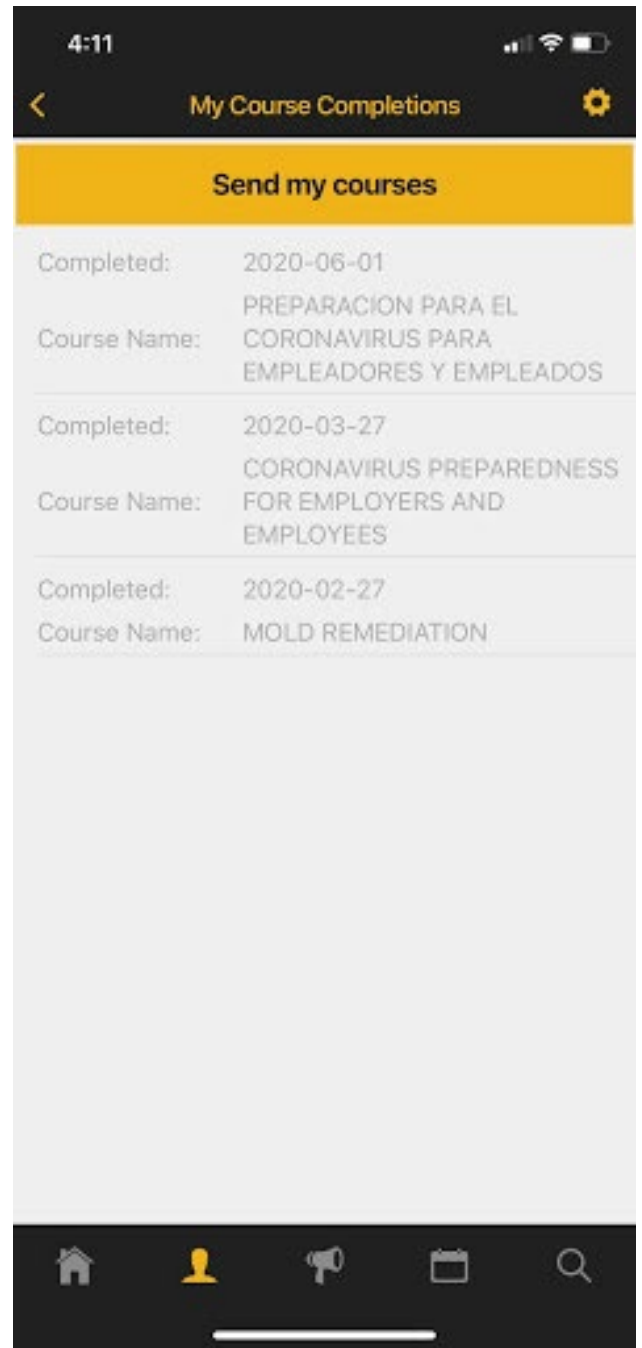 4:11
My Course Completions
Send my courses
Completed: 2020-06-01
Course Name: PREPARACION PARA EL
CORONAVIRUS PARA
EMPLEADORES Y EMPLEADOS
Completed: 2020-03-27
Course Name: CORONAVIRUS PREPAREDNESS
FOR EMPLOYERS AND
EMPLOYEES
Completed: 2020-02-27
Course Name: MOLD REMEDIATION